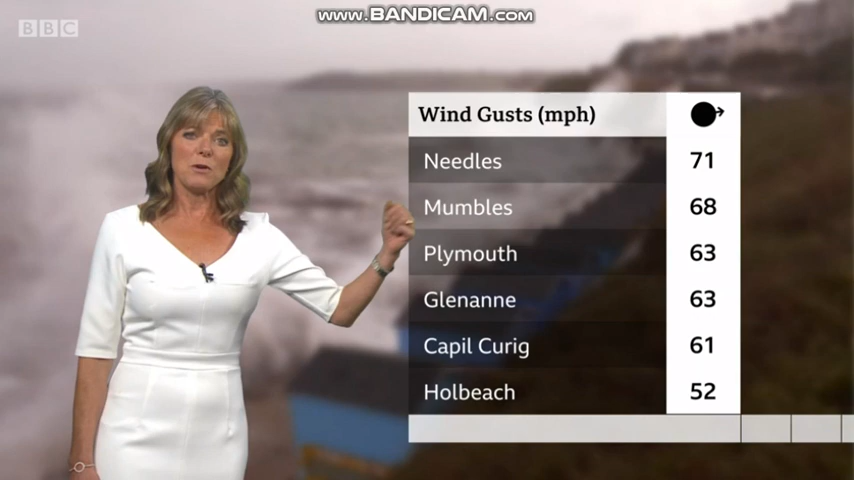 www.BANDICAM.com
BBC
Wind Gusts (mph)
Needles 71
Mumbles 68
Plymouth 63
Glenanne 63
Capil Curig 61
Holbeach 52